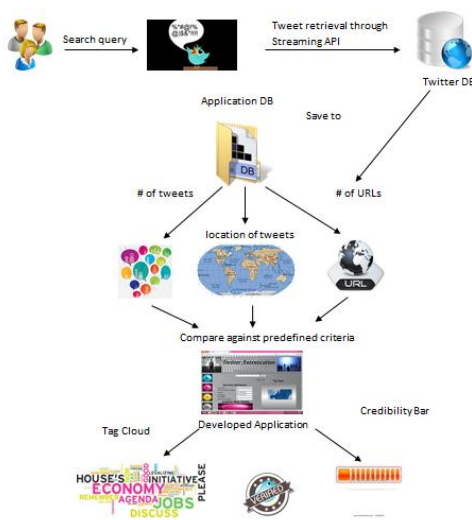 %*@!%
@!$&*!!!
Search query
Tweet retrieval through
Streaming API
Twitter DB
Application DB
Save to
DB
# of tweets
# of URLs
location of tweets
URL
Compare against predefined criteria
Credibility Bar
Tag Cloud
Developed Application
HOUSE'S
INITIATIVE
ECONOMY
PLEASE
REMEMBER
AGENDA
JOBS
DISCUSS
VERIFIED